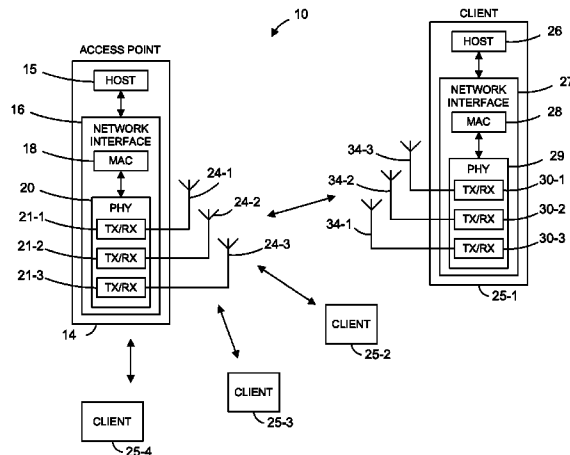 10
ACCESS POINT
15
HOST
16
NETWORK
INTERFACE
18
MAC
20
PHY
21-1
TX/RX
21-2
TX/RX
21-3
TX/RX
24-1
24-2
24-3
14
CLIENT
HOST
26
27
NETWORK
INTERFACE
MAC
28
29
PHY
34-3
TX/RX
30-1
34-2
TX/RX
30-2
34-1
TX/RX
30-3
25-1
CLIENT
25-2
CLIENT
25-3
CLIENT
25-4